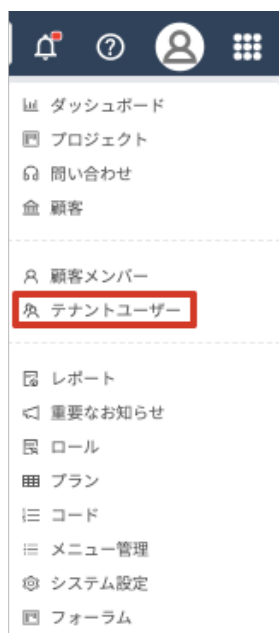 ダッシュボード
プロジェクト
問い合わせ
顧客
顧客メンバー
テナントユーザー
レポート
重要なお知らせ
ロール
プラン
コード
メニュー管理
システム設定
フォーラム